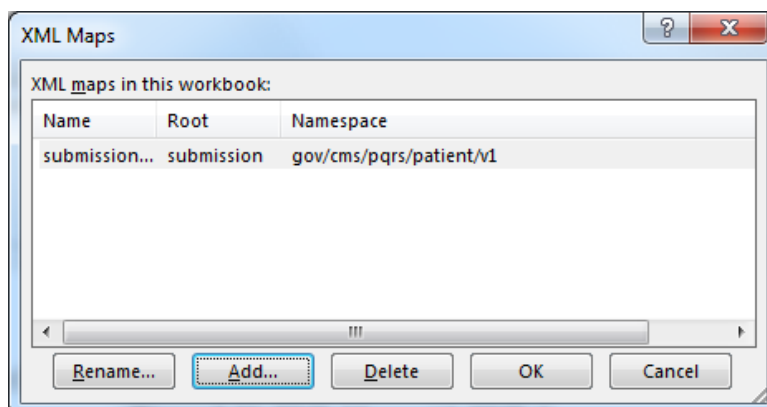 XML Maps
XML maps in this workbook:
Name Root Namespace
submission... submission gov/cms/pqrs/patient/v1
Rename... Add... Delete OK Cancel